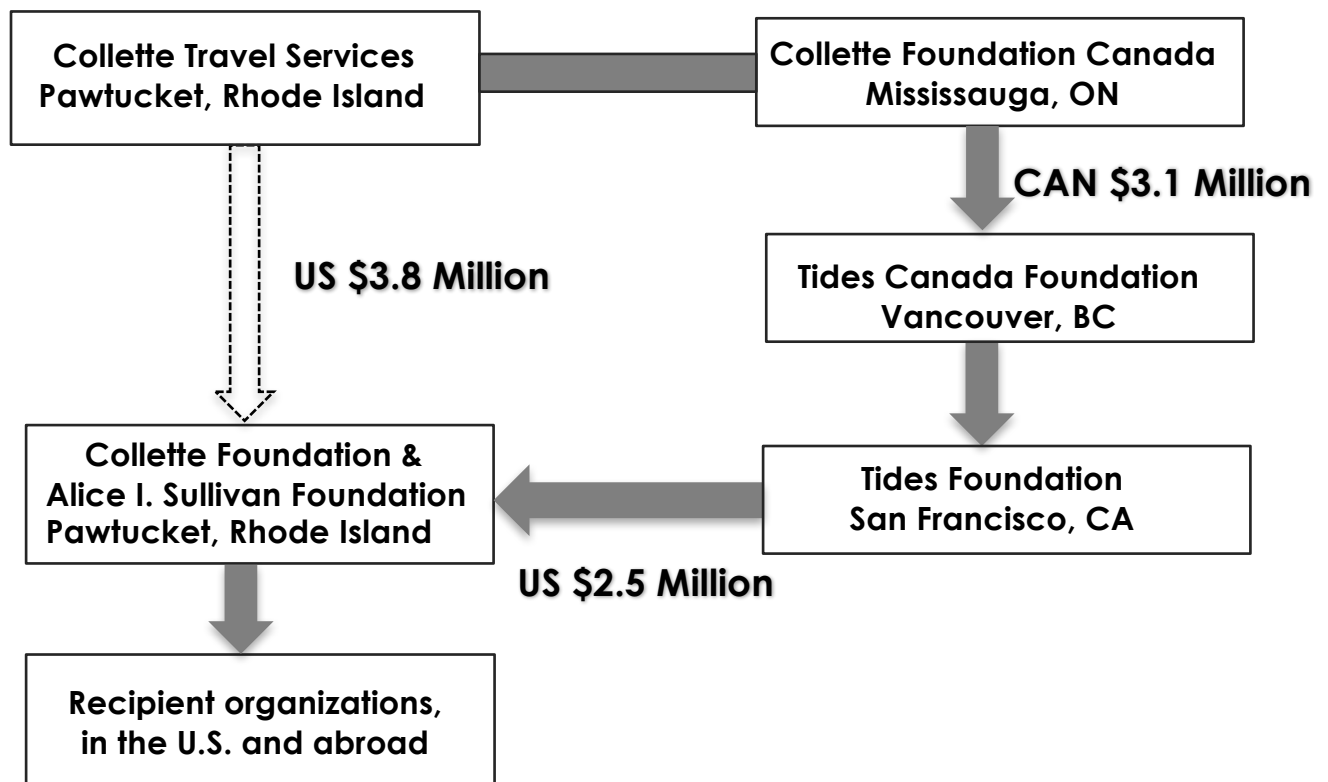 Collette Travel Services
Pawtucket, Rhode Island
Collette Foundation Canada
Mississauga, ON
CAN $3.1 Million
Tides Canada Foundation
Vancouver, BC
US $3.8 Million
Collette Foundation &
Alice I. Sullivan Foundation
Pawtucket, Rhode Island
Tides Foundation
San Francisco, CA
US $2.5 Million
Recipient organizations,
in the U.S. and abroad